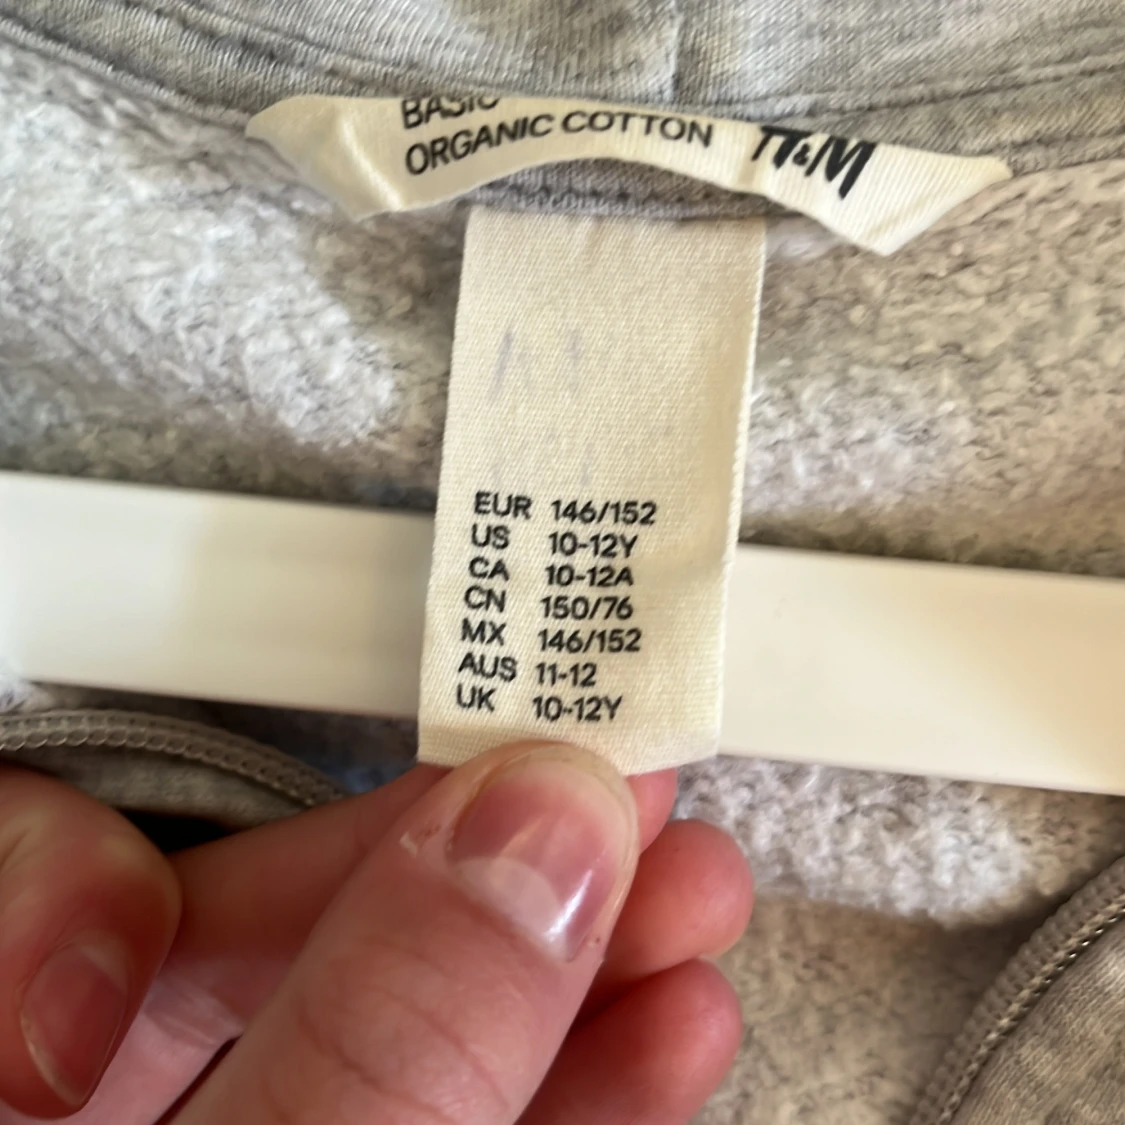 BASIC
ORGANIC COTTON H&M
EUR 146/152
US 10-12Y
CA 10-12A
CN 150/76
MX 146/152
AUS 11-12
UK 10-12Y